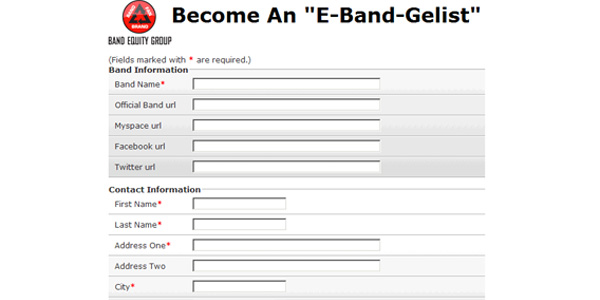 Become An "E-Band-Gelist"
BAND EQUITY GROUP
(Fields marked with * are required.)
Band Information
Band Name*
Official Band url
Myspace url
Facebook url
Twitter url
Contact Information
First Name*
Last Name*
Address One*
Address Two
City*